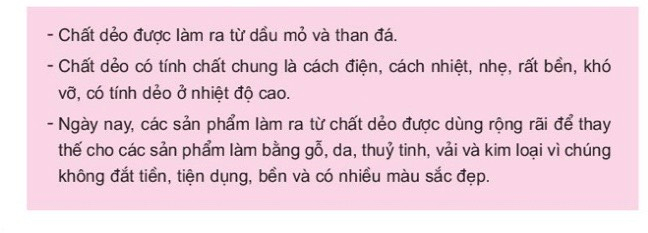 - Chất dẻo được làm ra từ dầu mỏ và than đá.
- Chất dẻo có tính chất chung là cách điện, cách nhiệt, nhẹ, rất bền, khó
vỡ, có tính dẻo ở nhiệt độ cao.
- Ngày nay, các sản phẩm làm ra từ chất dẻo được dùng rộng rãi để thay
thế cho các sản phẩm làm bằng gỗ, da, thuỷ tinh, vải và kim loại vì chúng
không đắt tiền, tiện dụng, bền và có nhiều màu sắc đẹp.